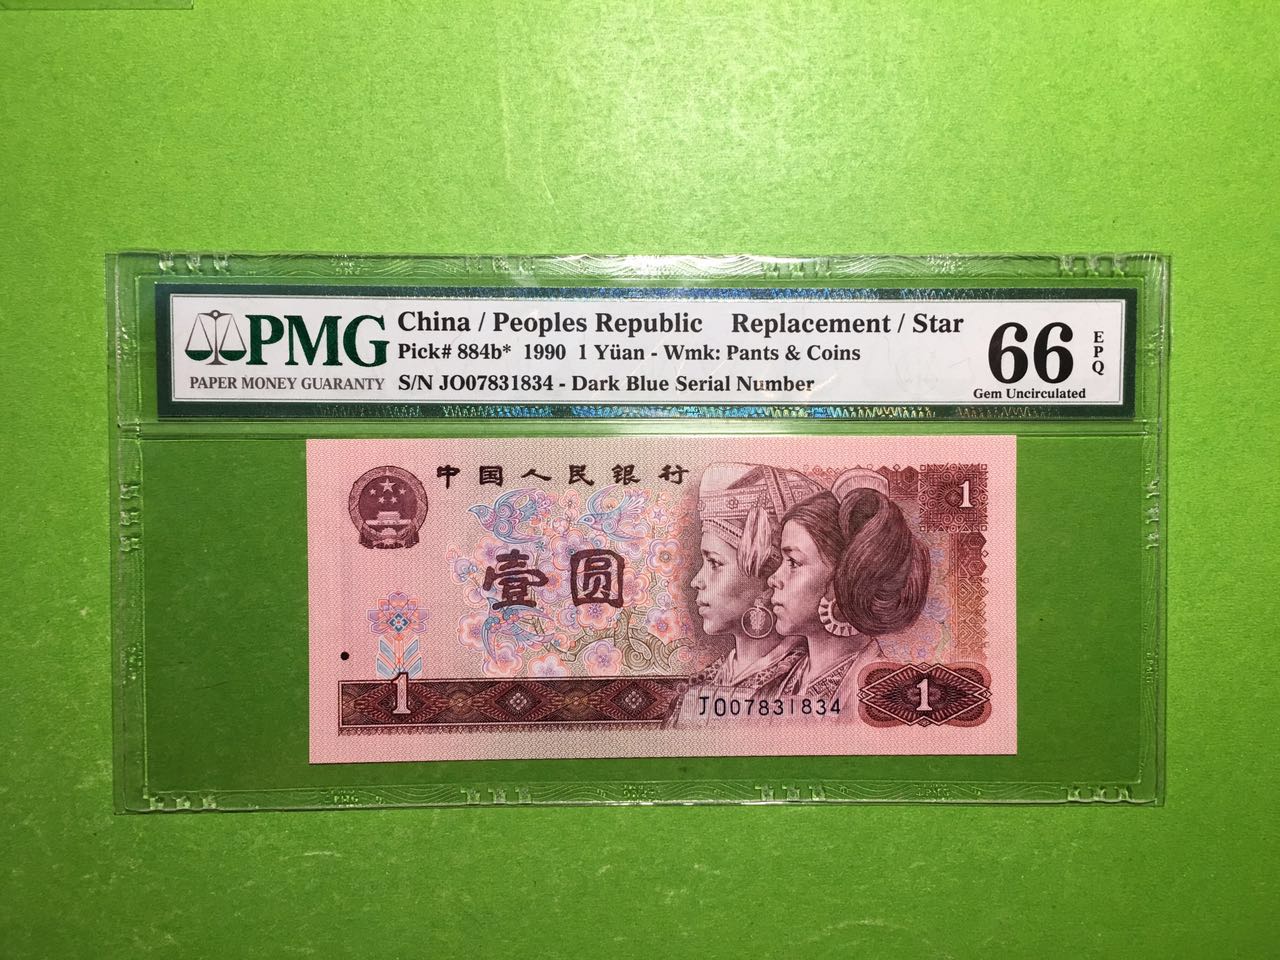 PMG
PAPER MONEY GUARANTY
China / Peoples Republic Replacement / Star
Pick# 884b* 1990 1 Yüan - Wmk: Pants & Coins
S/N JO07831834 - Dark Blue Serial Number
66
EPQ
Gem Uncirculated
中国人民银行
1
壹圆
1
1
JO07831834
PMG